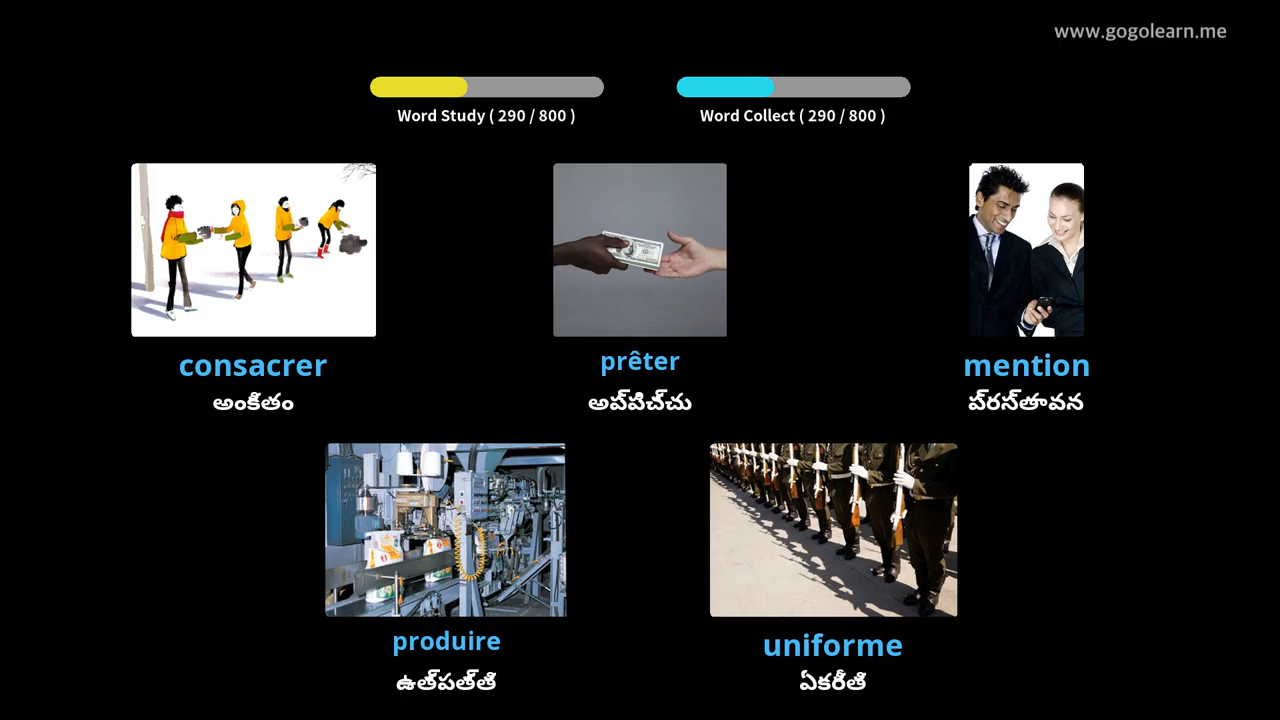 www.gogolearn.me
Word Study ( 290 / 800 )
Word Collect ( 290 / 800 )
consacrer
prêter
mention
అంకితం
అప్పిచ్చు
ప్రస్తావన
produire
uniforme
ఉత్పత్తి
ఏకరీతి